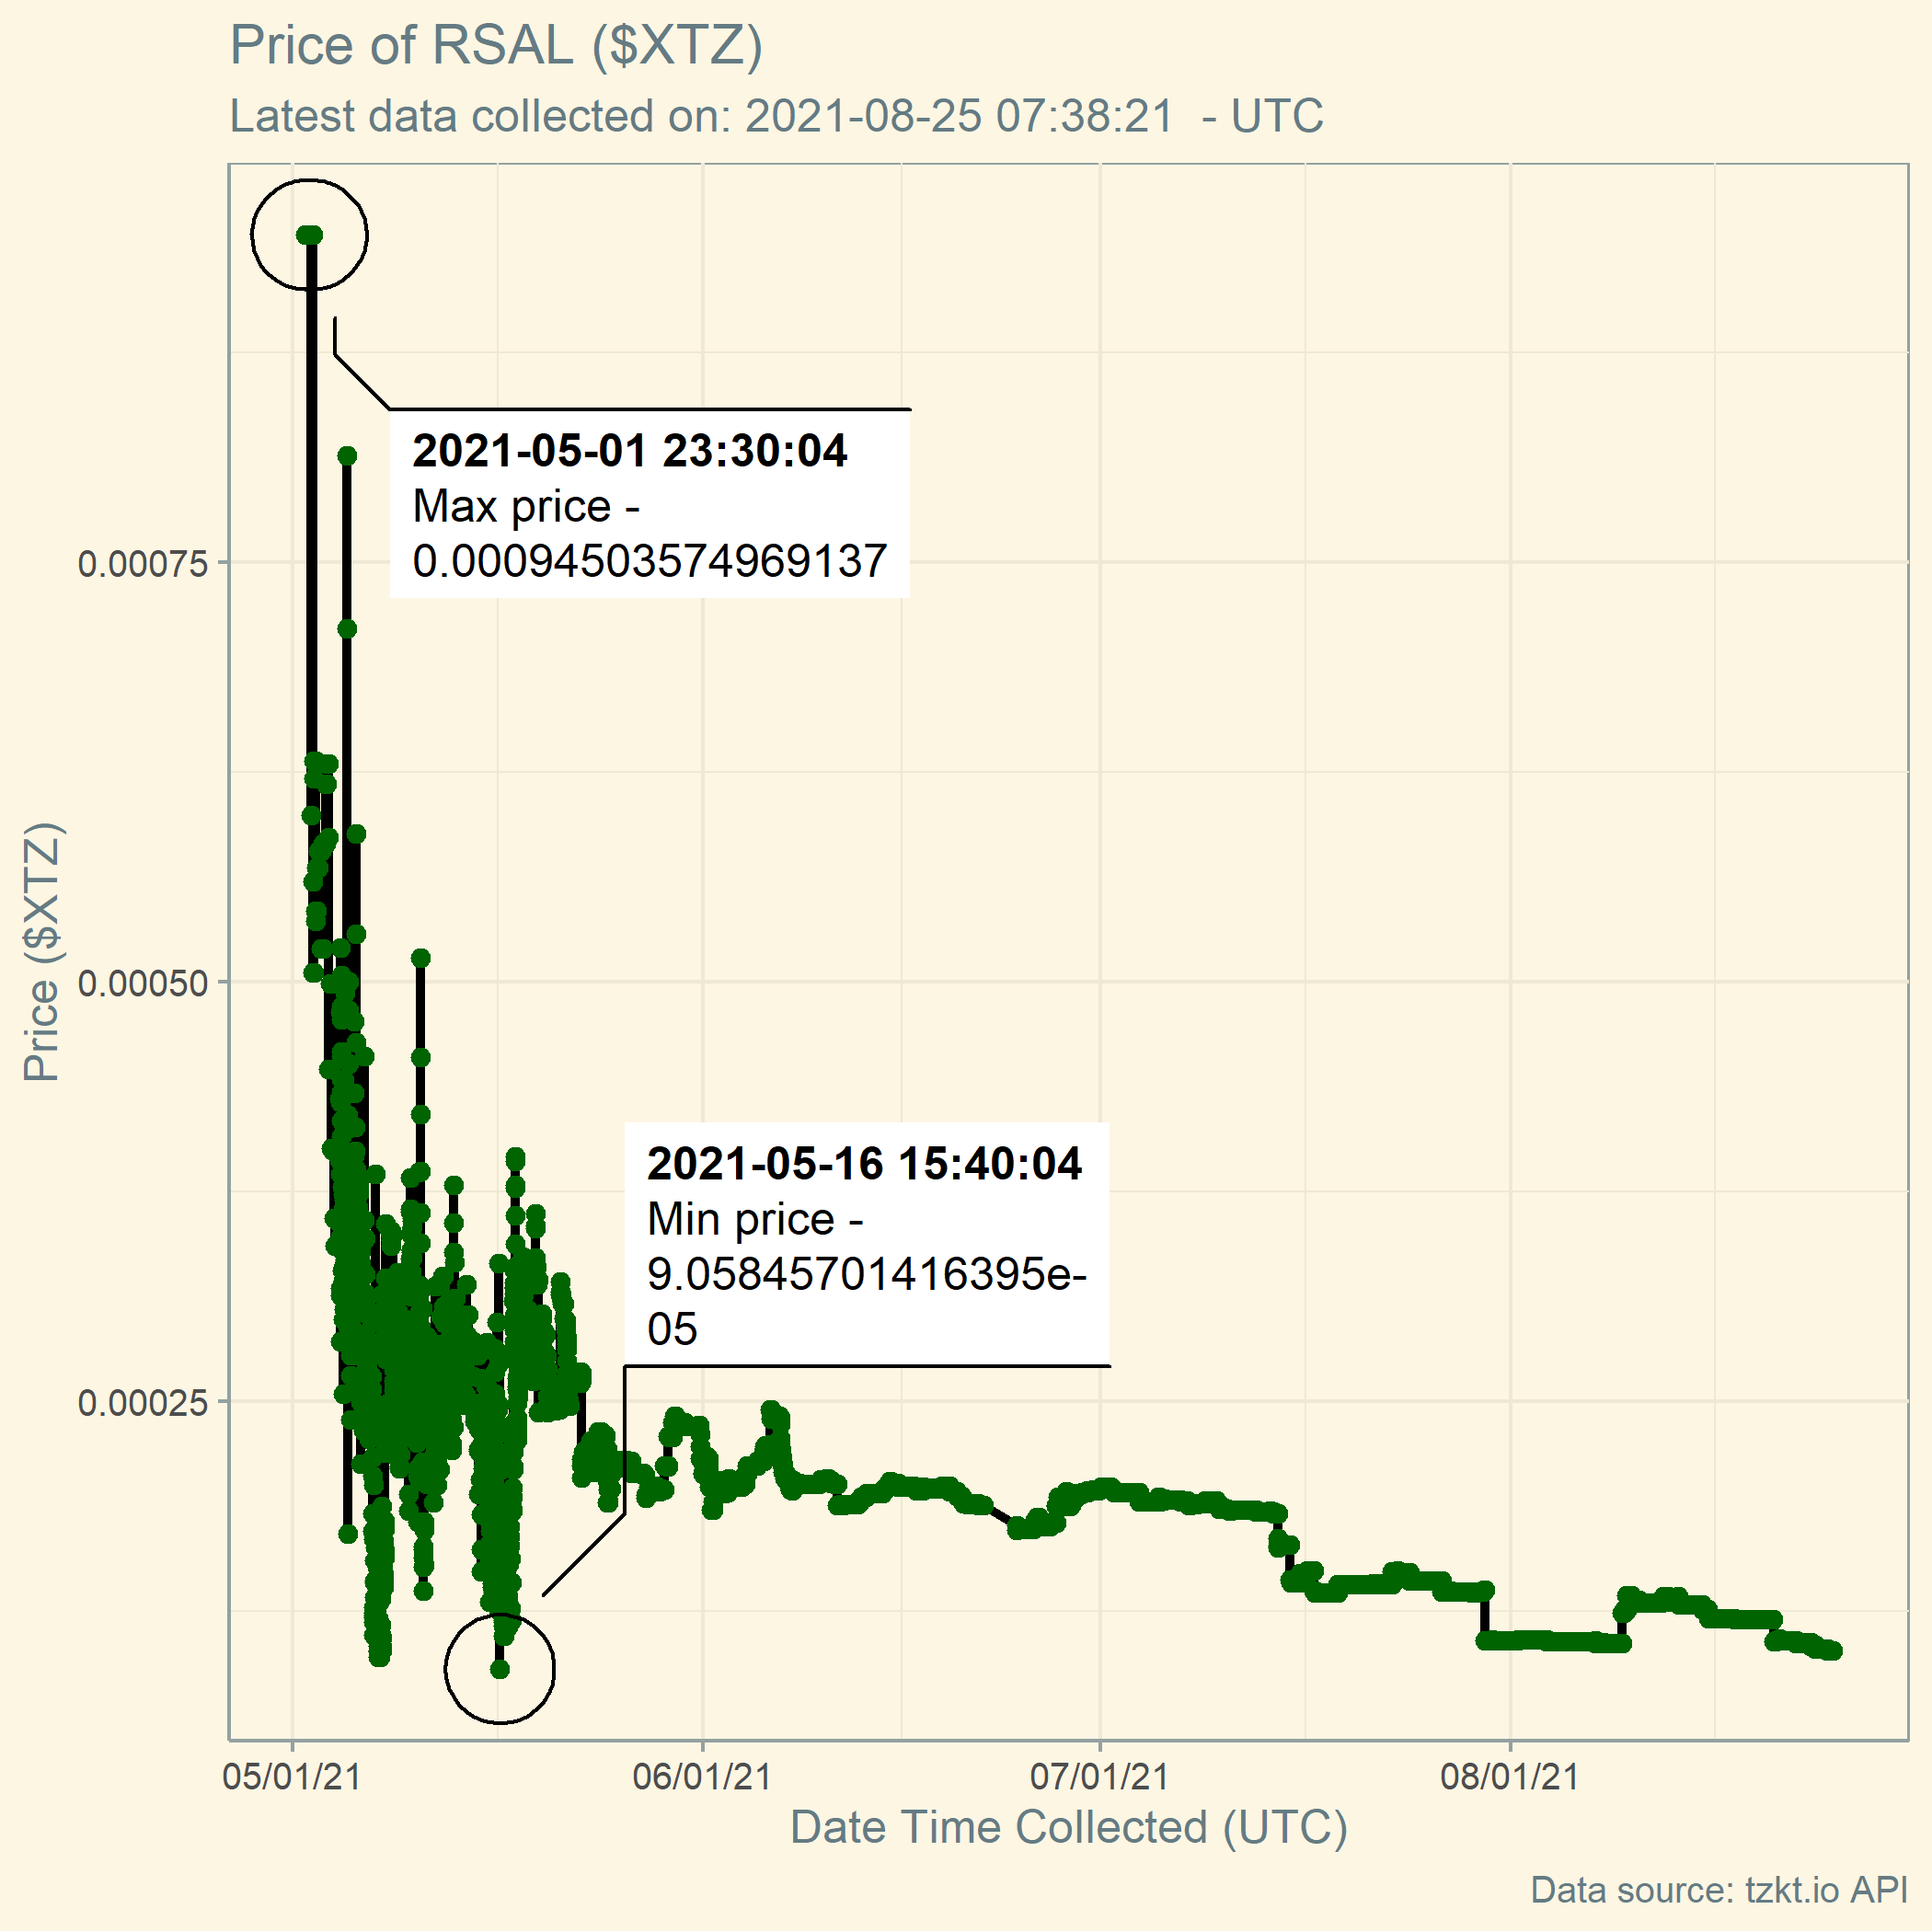 Price of RSAL ($XTZ)
Latest data collected on: 2021-08-25 07:38:21  - UTC
2021-05-01 23:30:04
Max price -
0.000945035749691​37
0.00075
Price ($XTZ)
0.00050
2021-05-16 15:40:04
Min price -
9.05845701416395e-
05
0.00025
05/01/21
06/01/21
07/01/21
08/01/21
Date Time Collected (UTC)
Data source: tzkt.io API